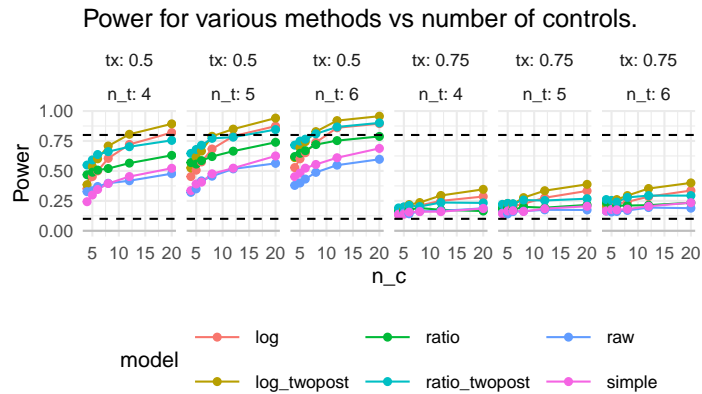 Power for various methods vs number of controls.
tx: 0.5 tx: 0.5 tx: 0.5 tx: 0.75 tx: 0.75 tx: 0.75
n_t: 4 n_t: 5 n_t: 6 n_t: 4 n_t: 5 n_t: 6
1.00
0.75
0.50
0.25
0.00
Power
5 10 15 20 5 10 15 20 5 10 15 20 5 10 15 20 5 10 15 20 5 10 15 20
n_c
model
log ratio raw
log_twopost ratio_twopost simple